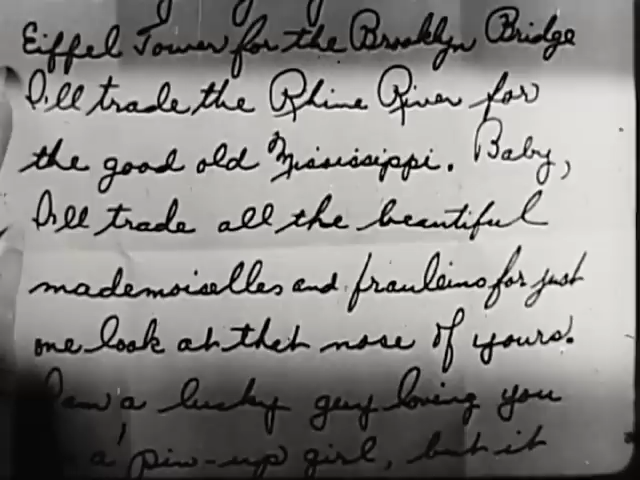 Eiffel Tower for the Brooklyn Bridge
I'll trade the Rhine River for
the good old Mississippi. Baby,
I'll trade all the beautiful
mademoiselles and frauleins for just
one look at that nose of yours.
I am a lucky guy loving you
a pin-up girl, but it